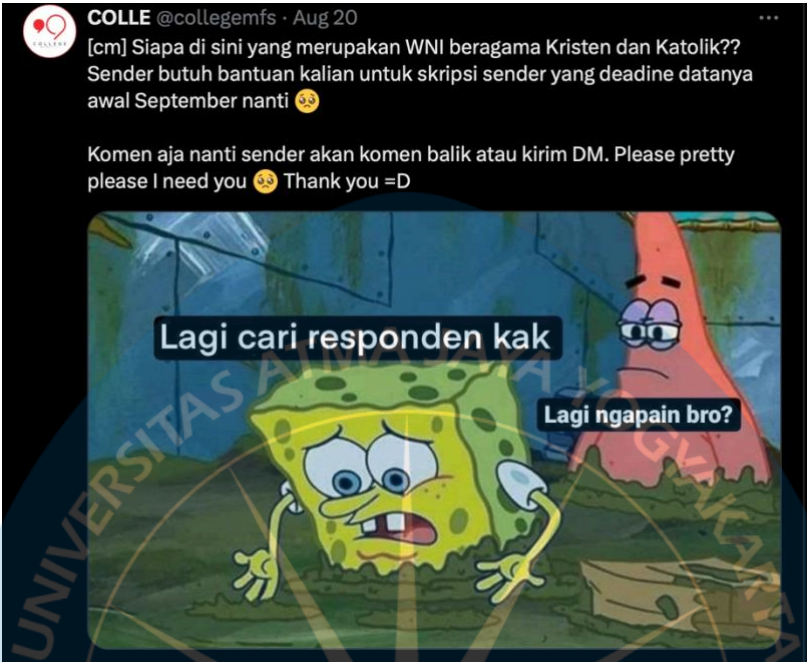 COLLE @collegemfs · Aug 20
[cm] Siapa di sini yang merupakan WNI beragama Kristen dan Katolik??
Sender butuh bantuan kalian untuk skripsi sender yang deadine datanya
awal September nanti 🥺
Komen aja nanti sender akan komen balik atau kirim DM. Please pretty
please I need you 🥺 Thank you =D
Lagi cari responden kak
Lagi ngapain bro?
UNIVERSITAS ATMA JAYA YOGYAKARTA
COLLEGE